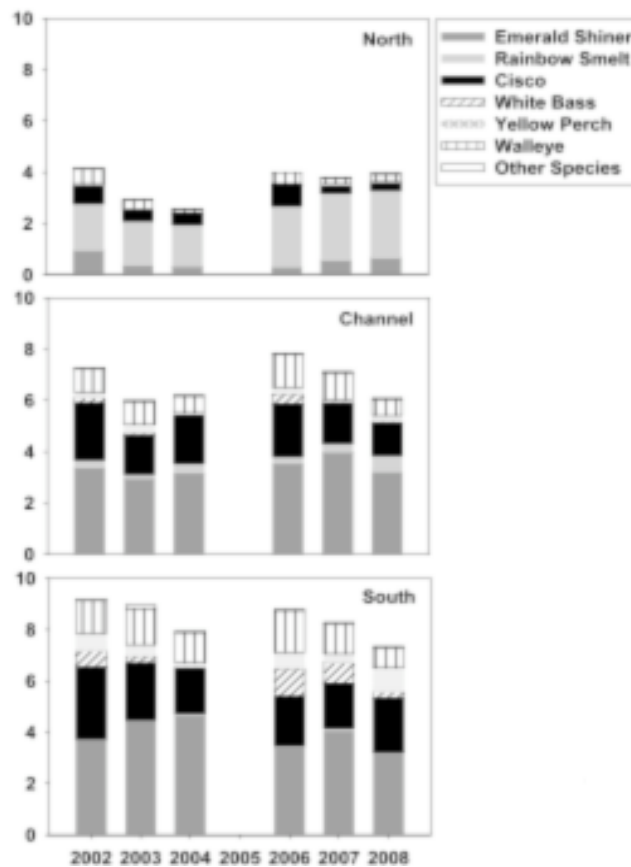 10
8
6
4
2
0
North
Emerald Shiner
Rainbow Smelt
Cisco
White Bass
Yellow Perch
Walleye
Other Species
10
8
6
4
2
0
Channel
10
8
6
4
2
0
South
2002 2003 2004 2005 2006 2007 2008